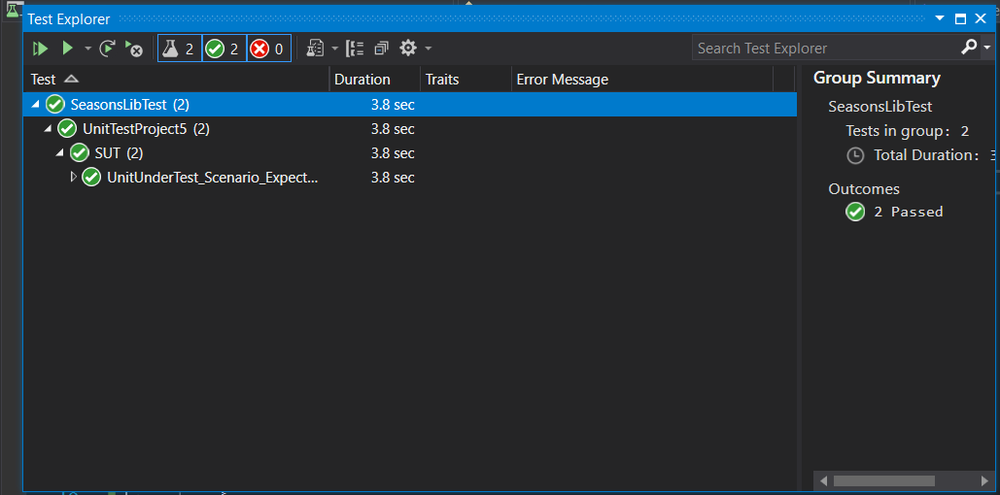 Test Explorer
2 2 0
Search Test Explorer
Test Duration Traits Error Message
SeasonsLibTest (2) 3.8 sec
UnitTestProject5 (2) 3.8 sec
SUT (2) 3.8 sec
UnitUnderTest_Scenario_Expect... 3.8 sec
Group Summary
SeasonsLibTest
Tests in group: 2
Total Duration: 3
Outcomes
2 Passed